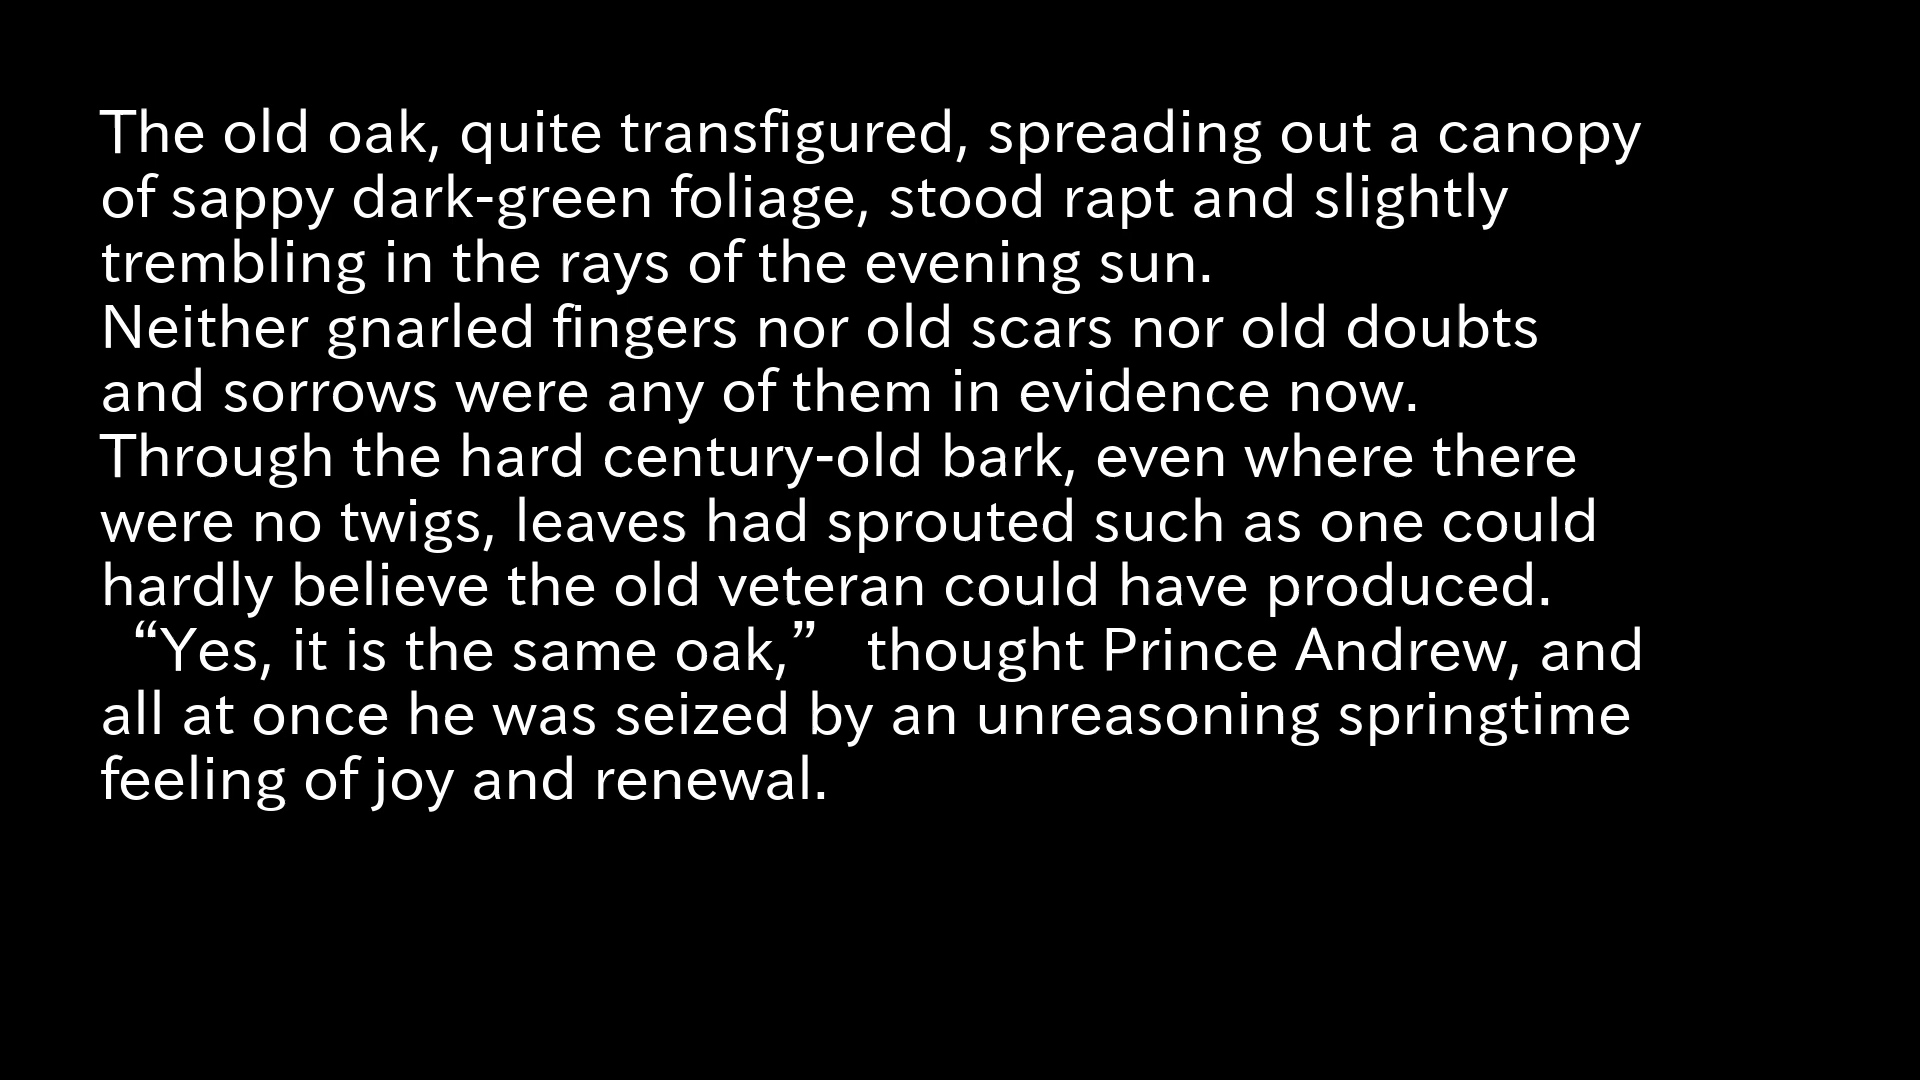 The old oak, quite transfigured, spreading out a canopy
of sappy dark-green foliage, stood rapt and slightly
trembling in the rays of the evening sun.
Neither gnarled fingers nor old scars nor old doubts
and sorrows were any of them in evidence now.
Through the hard century-old bark, even where there
were no twigs, leaves had sprouted such as one could
hardly believe the old veteran could have produced.
“Yes, it is the same oak,” thought Prince Andrew, and
all at once he was seized by an unreasoning springtime
feeling of joy and renewal.